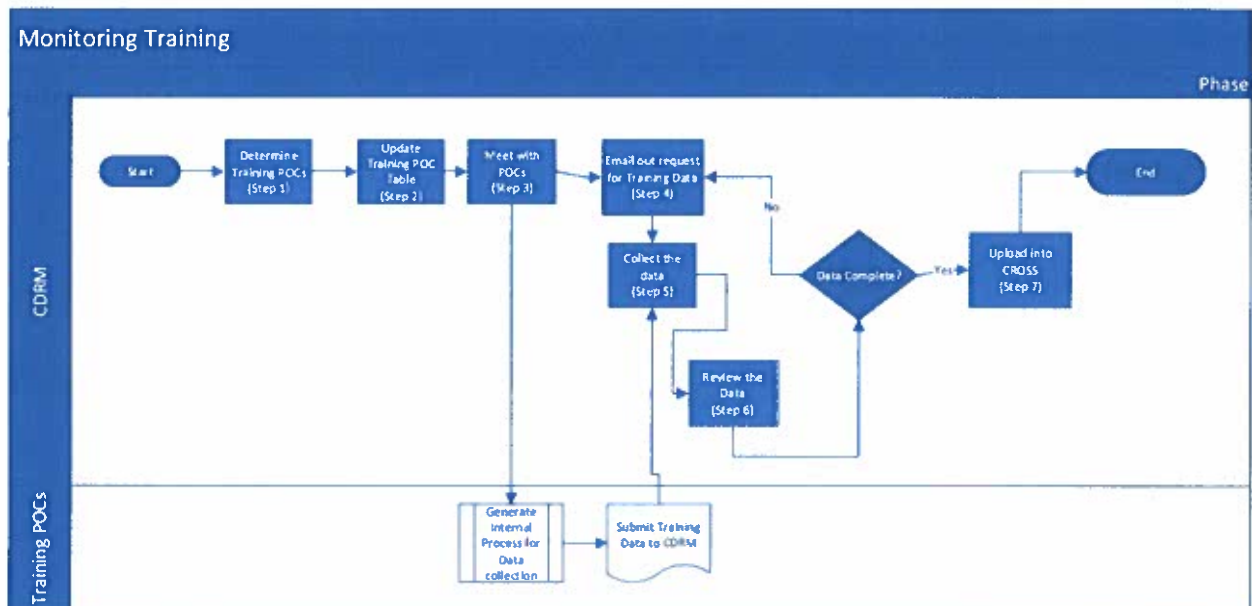 Monitoring Training
Phase
CDRM
Start
Determine
Training POCs
(Step 1)
Update
Training POC
Table
(Step 2)
Meet with
POCs
(Step 3)
Email out request
for Training Data
(Step 4)
No
End
Collect the
data
(Step 5)
Data Complete?
Yes
Upload into
CROSS
(Step 7)
Review the
Data
(Step 6)
Training POCs
Generate
Internal
Process for
Data
collection
Submit Training
Data to CDRM